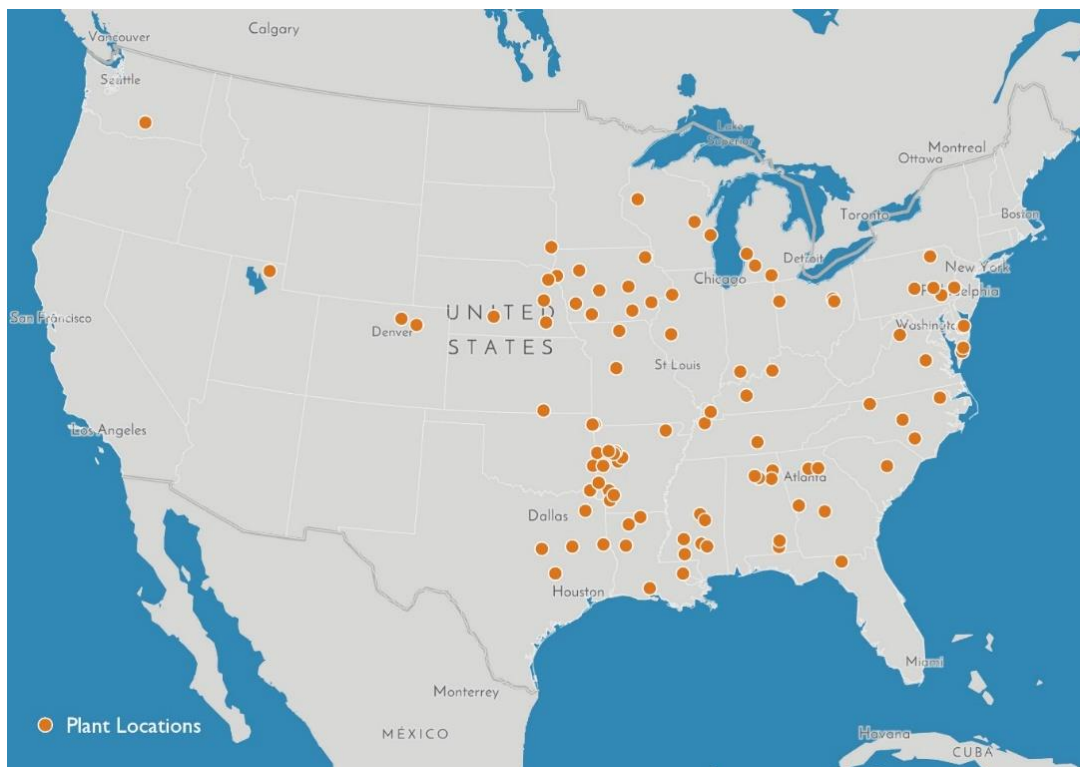 Vancouver
Calgary
Seattle
Lake
Superior
Montreal
Ottawa
Toronto
Boston
Detroit
Chicago
New York
Philadelphia
San Francisco
Denver
UNITED
STATES
Washington
St Louis
Los Angeles
Atlanta
Dallas
Houston
Miami
Monterrey
Plant Locations
MÉXICO
Havana
CUBA